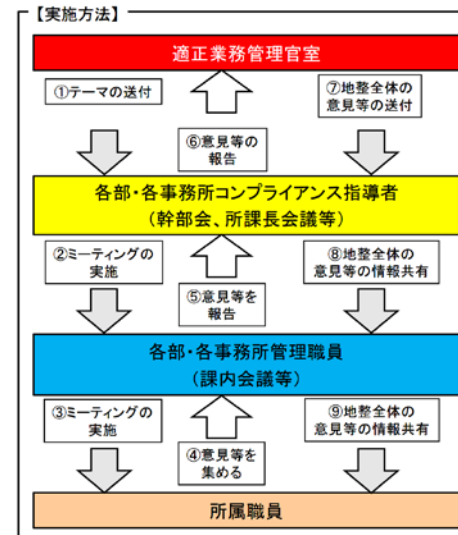 【実施方法】
適正業務管理官室
①テーマの送付
⑦地整全体の
意見等の送付
⑥意見等の
報告
各部・各事務所コンプライアンス指導者
(幹部会、所課長会議等)
②ミーティングの
実施
⑧地整全体の
意見等の情報共有
⑤意見等を
報告
各部・各事務所管理職員
(課内会議等)
③ミーティングの
実施
⑨地整全体の
意見等の情報共有
④意見等を
集める
所属職員